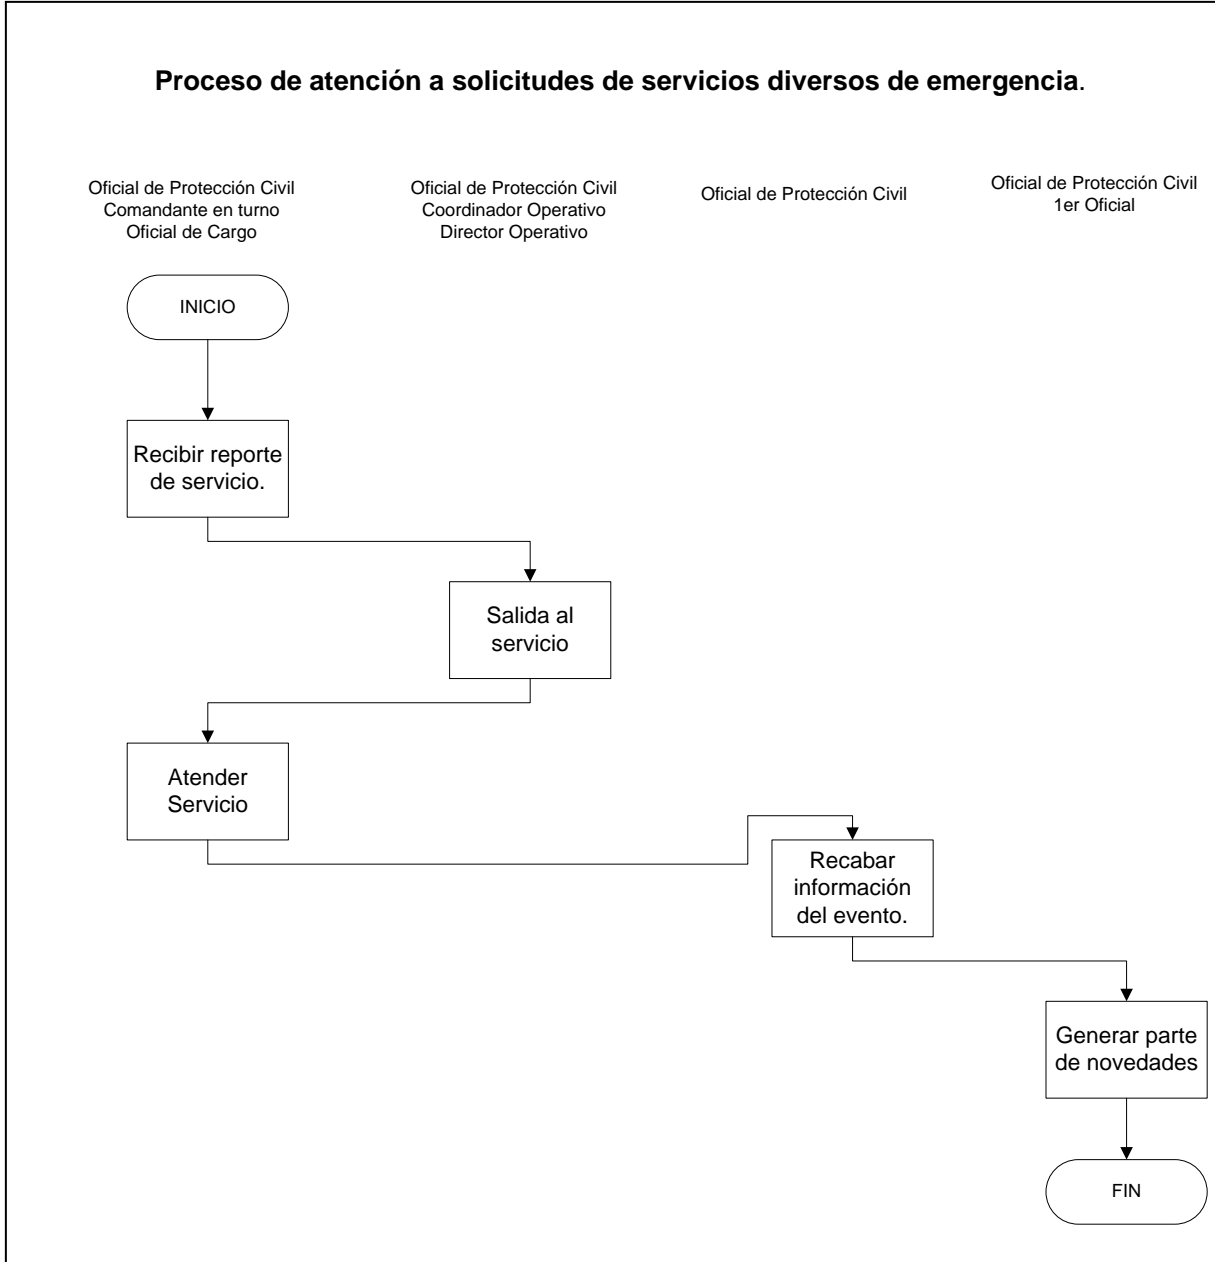 Proceso de atención a solicitudes de servicios diversos de emergencia.
Oficial de Protección Civil
Comandante en turno
Oficial de Cargo
Oficial de Protección Civil
Coordinador Operativo
Director Operativo
Oficial de Protección Civil
Oficial de Protección Civil
1er Oficial
INICIO
Recibir reporte
de servicio.
Salida al
servicio
Atender
Servicio
Recabar
información
del evento.
Generar parte
de novedades
FIN